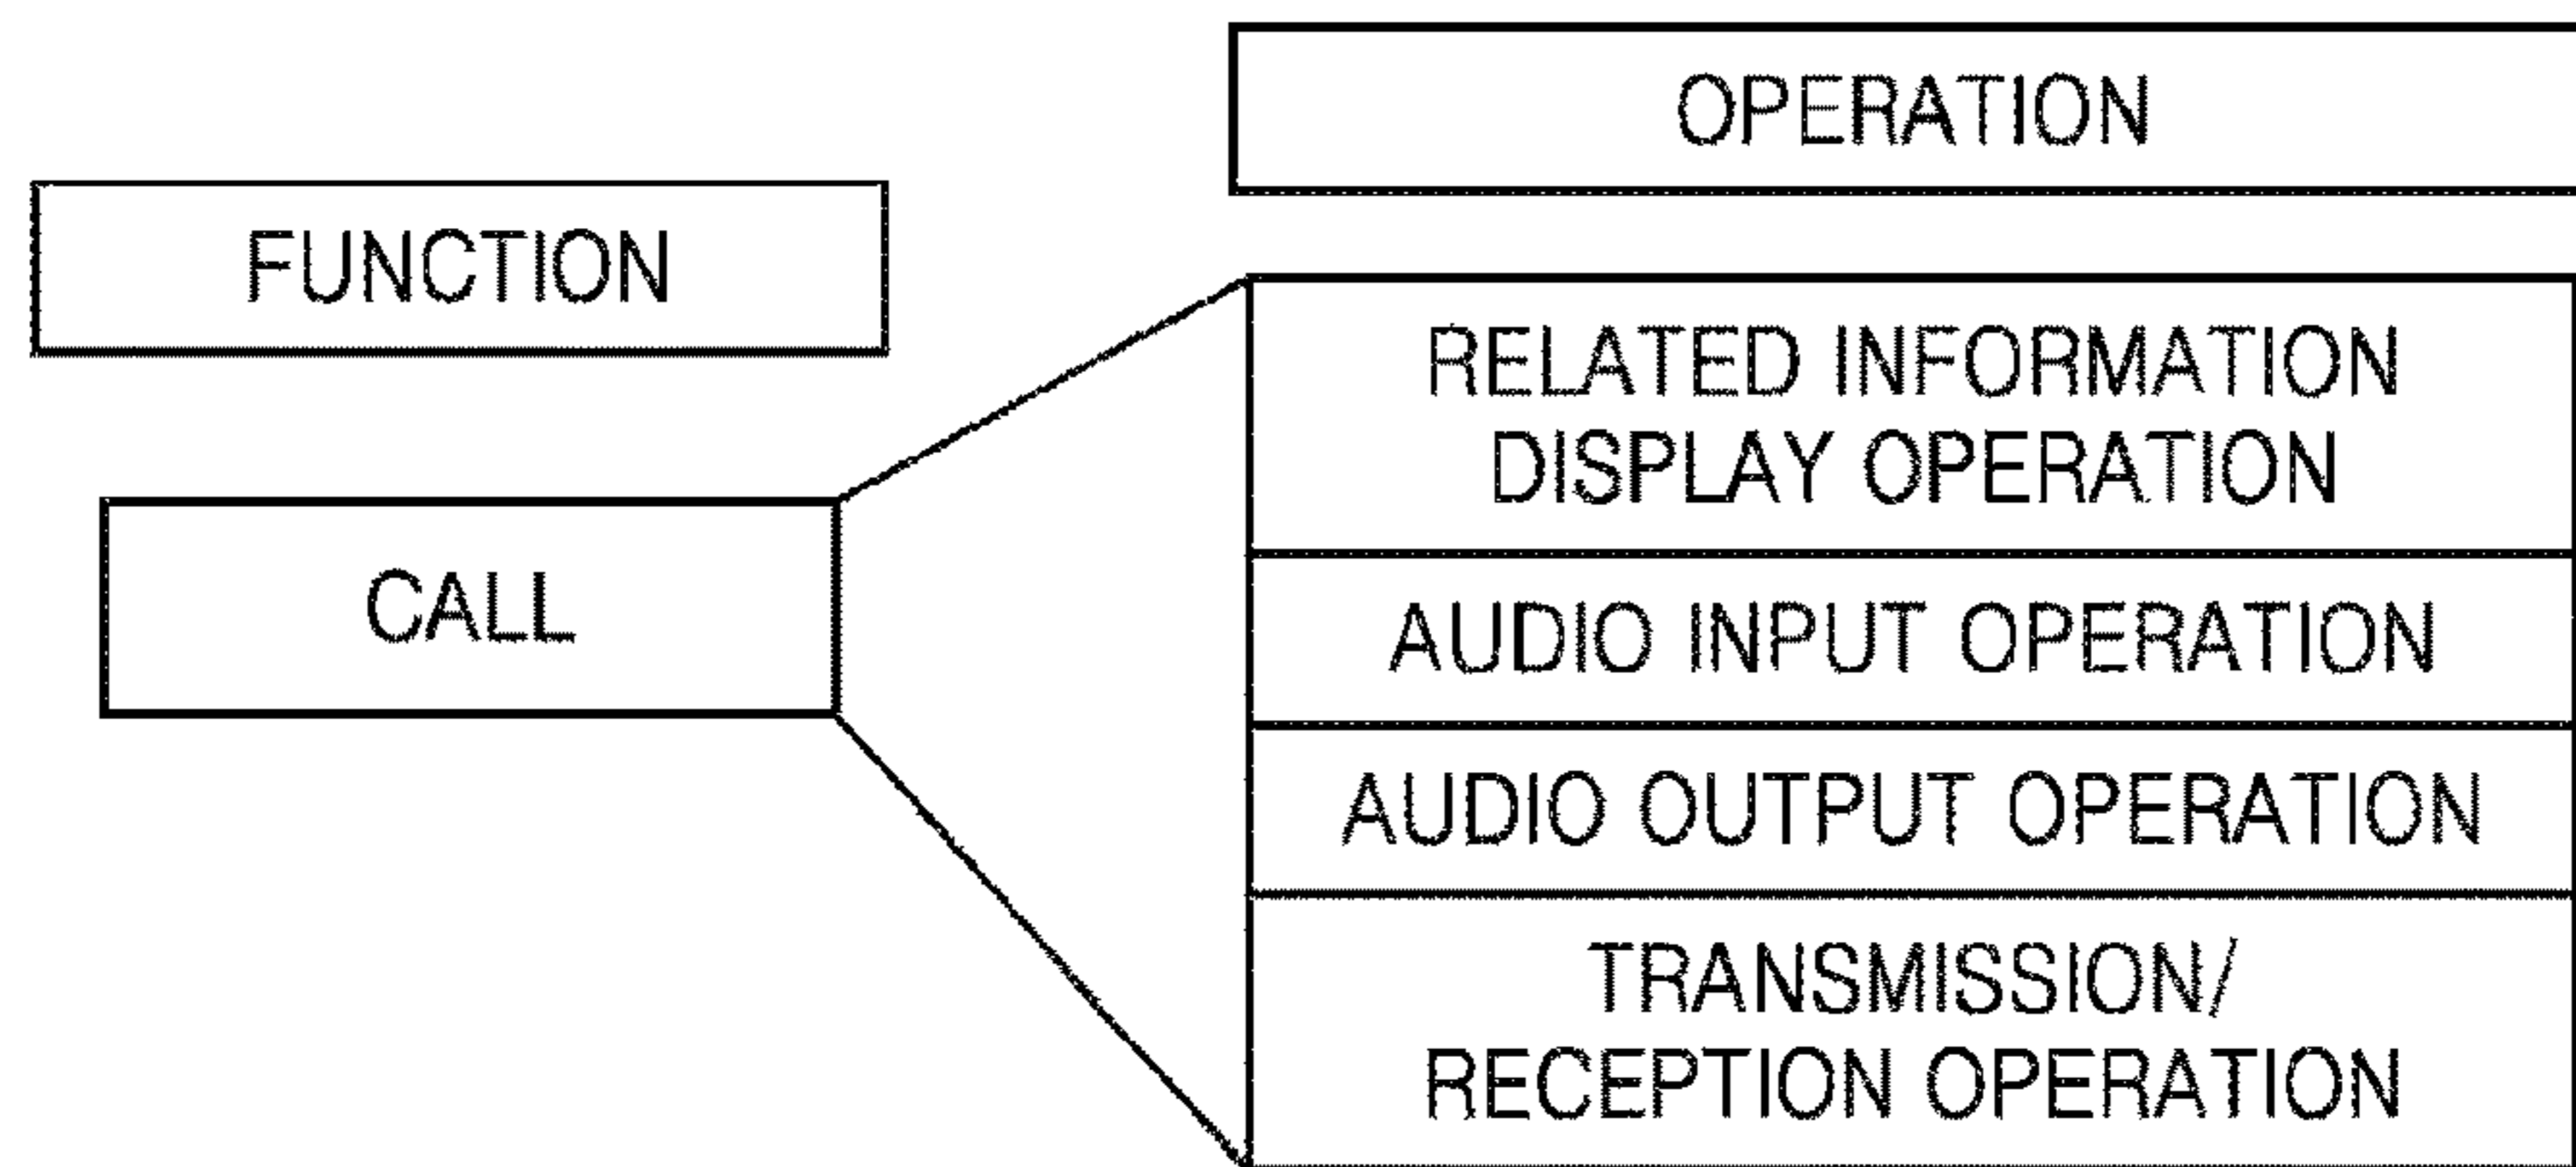 OPERATION
FUNCTION
CALL
RELATED INFORMATION
DISPLAY OPERATION
AUDIO INPUT OPERATION
AUDIO OUTPUT OPERATION
TRANSMISSION/
RECEPTION OPERATION